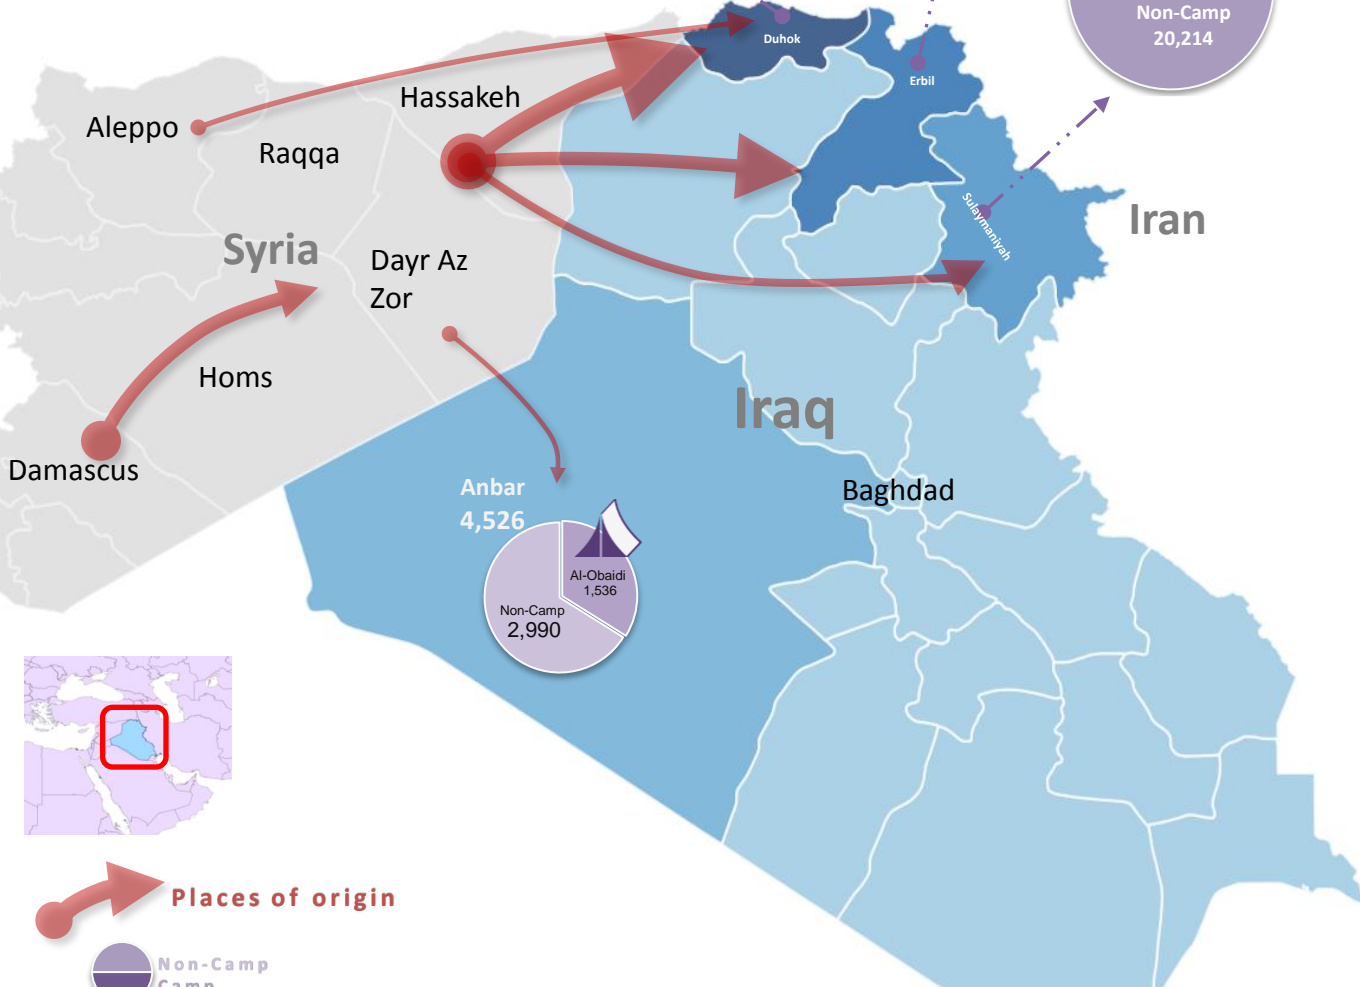 Non-Camp
20,214
Duhok
Erbil
Hassakeh
Aleppo
Raqqa
Sulaymaniyah
Iran
Syria
Dayr Az
Zor
Homs
Iraq
Damascus
Baghdad
Anbar
4,526
Al-Obaidi
1,536
Non-Camp
2,990
Places of origin
Non-Camp
Camp